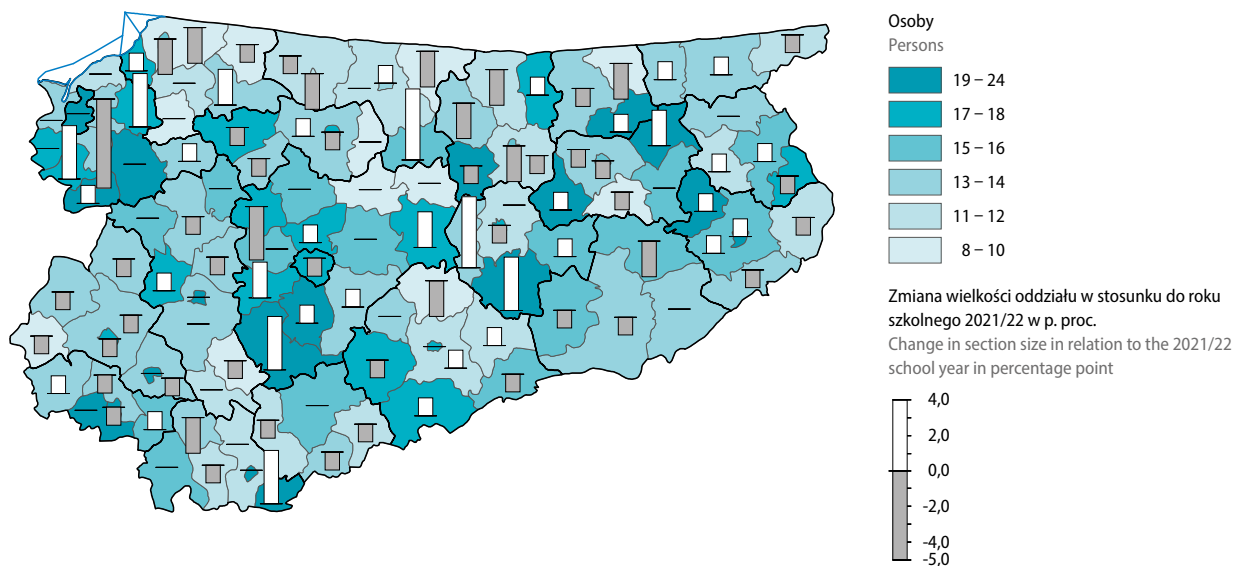 Osoby
Persons
19 – 24
17 – 18
15 – 16
13 – 14
11 – 12
8 – 10
Zmiana wielkości oddziału w stosunku do roku
szkolnego 2021/22 w p. proc.
Change in section size in relation to the 2021/22
school year in percentage point
4,0
2,0
0,0
-2,0
-4,0
-5,0